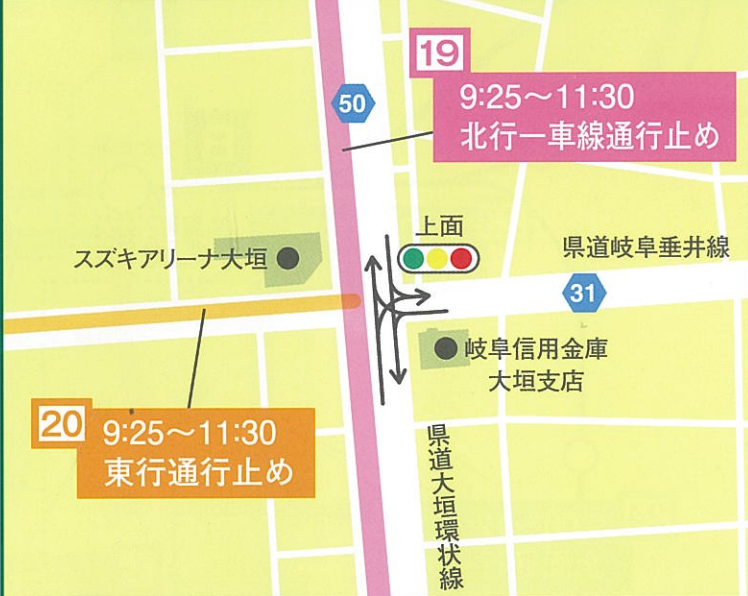 19
9:25～11:30
北行一車線通行止め
50
上面
スズキアリーナ大垣
県道岐阜垂井線
31
岐阜信用金庫
大垣支店
20
9:25～11:30
東行通行止め
県道大垣環状線